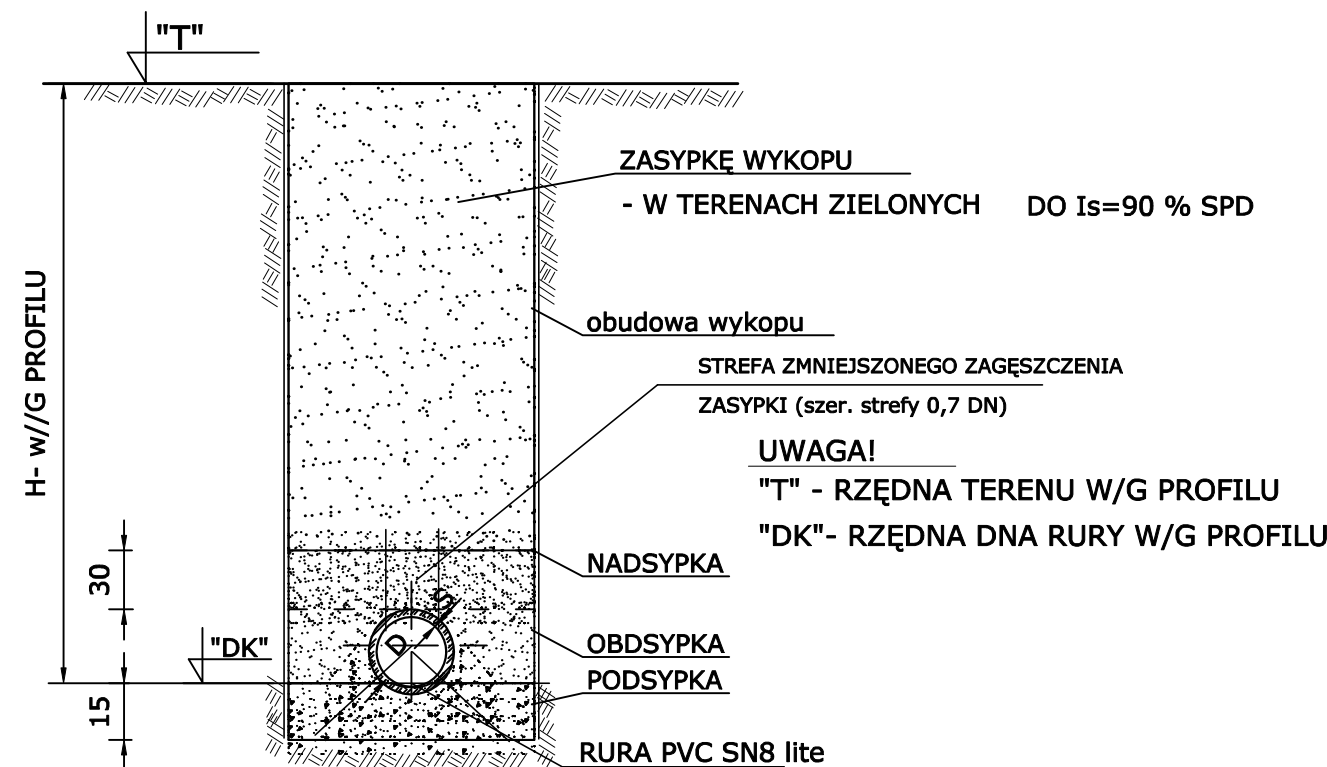 "T"
ZASYPKĘ WYKOPU
- W TERENACH ZIELONYCH DO Is=90 % SPD
obudowa wykopu
STREFA ZMNIEJSZONEGO ZAGĘSZCZENIA
ZASYPKI (szer. strefy 0,7 DN)
UWAGA!
"T" - RZĘDNA TERENU W/G PROFILU
"DK"- RZĘDNA DNA RURY W/G PROFILU
H- w//G PROFILU
NADSYPKA
30
S
D
OBDSYPKA
"DK"
PODSYPKA
15
RURA PVC SN8 lite